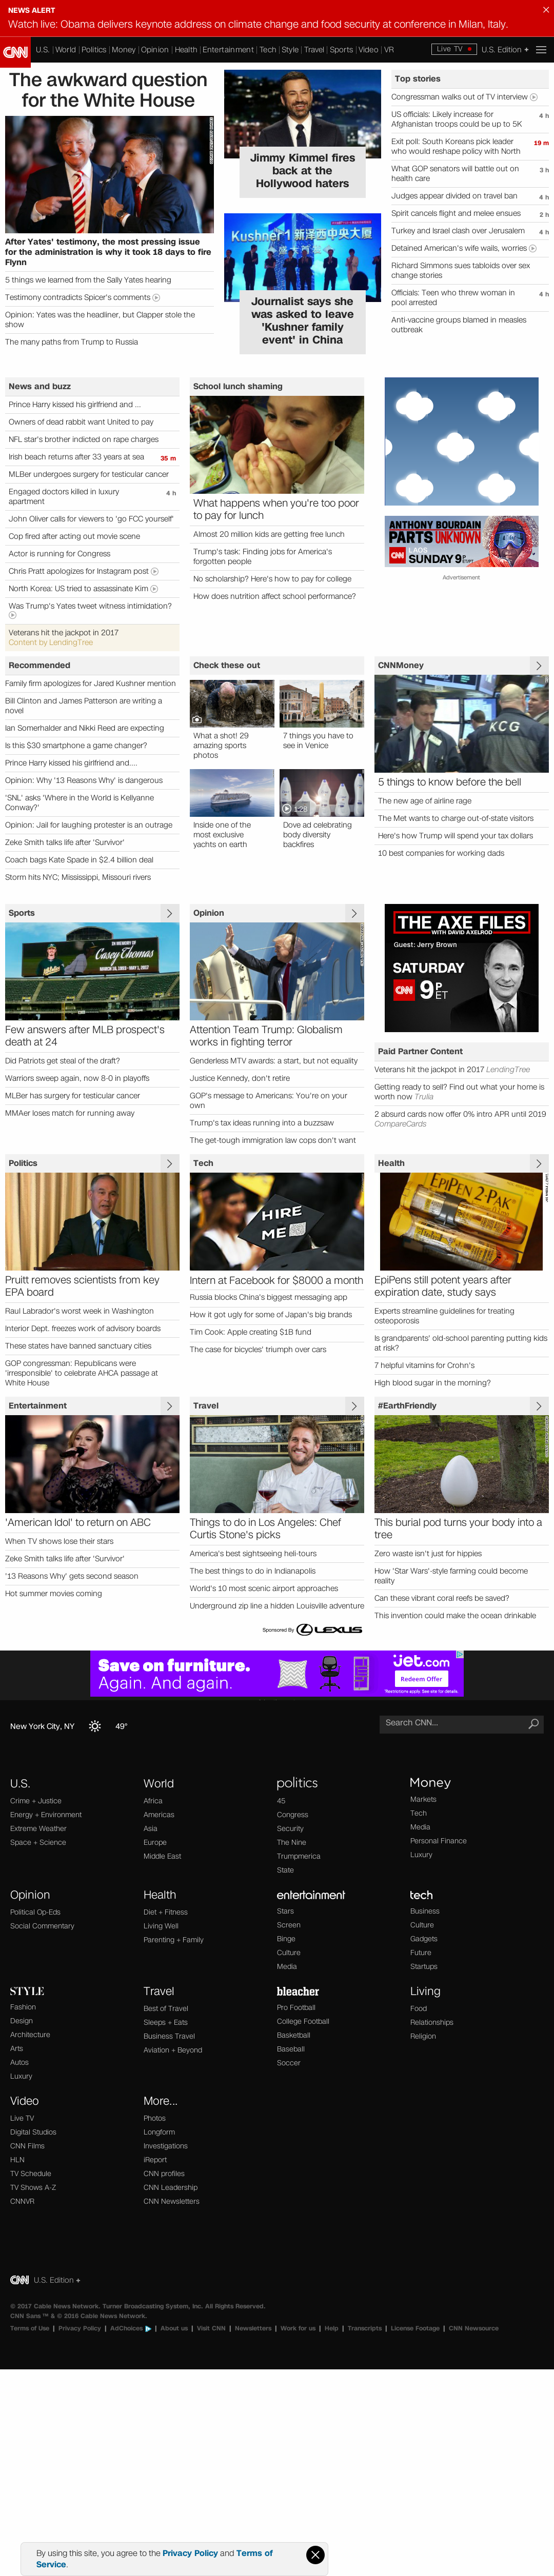 NEWS ALERT
Watch live: Obama delivers keynote address on climate change and food security at conference in Milan, Italy.
CNN
U.S. | World | Politics | Money | Opinion | Health | Entertainment | Tech | Style | Travel | Sports | Video | VR
Live TV
U.S. Edition +
The awkward question
for the White House
After Yates' testimony, the most pressing issue
for the administration is why it took 18 days to fire
Flynn
5 things we learned from the Sally Yates hearing
Testimony contradicts Spicer's comments
Opinion: Yates was the headliner, but Clapper stole the
show
The many paths from Trump to Russia
Jimmy Kimmel fires
back at the
Hollywood haters
Kushner 1 新泽西中央大厦
Journalist says she
was asked to leave
'Kushner family
event' in China
Top stories
Congressman walks out of TV interview
US officials: Likely increase for
Afghanistan troops could be up to 5K
4 h
Exit poll: South Koreans pick leader
who would reshape policy with North
19 m
What GOP senators will battle out on
health care
3 h
Judges appear divided on travel ban
4 h
Spirit cancels flight and melee ensues
2 h
Turkey and Israel clash over Jerusalem
4 h
Detained American's wife wails, worries
Richard Simmons sues tabloids over sex
change stories
Officials: Teen who threw woman in
pool arrested
4 h
Anti-vaccine groups blamed in measles
outbreak
News and buzz
Prince Harry kissed his girlfriend and ...
Owners of dead rabbit want United to pay
NFL star's brother indicted on rape charges
Irish beach returns after 33 years at sea
35 m
MLBer undergoes surgery for testicular cancer
Engaged doctors killed in luxury
apartment
4 h
John Oliver calls for viewers to 'go FCC yourself'
Cop fired after acting out movie scene
Actor is running for Congress
Chris Pratt apologizes for Instagram post
North Korea: US tried to assassinate Kim
Was Trump's Yates tweet witness intimidation?
Veterans hit the jackpot in 2017
Content by LendingTree
School lunch shaming
What happens when you're too poor
to pay for lunch
Almost 20 million kids are getting free lunch
Trump's task: Finding jobs for America's
forgotten people
No scholarship? Here's how to pay for college
How does nutrition affect school performance?
ANTHONY BOURDAIN
PARTS UNKNOWN
LAOS
CNN
SUNDAY 9
Advertisement
Recommended
Family firm apologizes for Jared Kushner mention
Bill Clinton and James Patterson are writing a
novel
Ian Somerhalder and Nikki Reed are expecting
Is this $30 smartphone a game changer?
Prince Harry kissed his girlfriend and....
Opinion: Why '13 Reasons Why' is dangerous
'SNL' asks 'Where in the World is Kellyanne
Conway?'
Opinion: Jail for laughing protester is an outrage
Zeke Smith talks life after 'Survivor'
Coach bags Kate Spade in $2.4 billion deal
Storm hits NYC; Mississippi, Missouri rivers
Check these out
What a shot! 29
amazing sports
photos
7 things you have to
see in Venice
Inside one of the
most exclusive
yachts on earth
Dove ad celebrating
body diversity
backfires
CNNMoney
KCG
5 things to know before the bell
The new age of airline rage
The Met wants to charge out-of-state visitors
Here's how Trump will spend your tax dollars
10 best companies for working dads
Sports
Casey Thomas
Few answers after MLB prospect's
death at 24
Did Patriots get steal of the draft?
Warriors sweep again, now 8-0 in playoffs
MLBer has surgery for testicular cancer
MMAer loses match for running away
Opinion
Attention Team Trump: Globalism
works in fighting terror
Genderless MTV awards: a start, but not equality
Justice Kennedy, don't retire
GOP's message to Americans: You're on your
own
Trump's tax ideas running into a buzzsaw
The get-tough immigration law cops don't want
THE AXE FILES
WITH DAVID AXELROD
Guest: Jerry Brown
SATURDAY
CNN
9 P ET
Paid Partner Content
Veterans hit the jackpot in 2017 LendingTree
Getting ready to sell? Find out what your home is
worth now Trulia
2 absurd cards now offer 0% intro APR until 2019
CompareCards
Politics
Pruitt removes scientists from key
EPA board
Raul Labrador's worst week in Washington
Interior Dept. freezes work of advisory boards
These states have banned sanctuary cities
GOP congressman: Republicans were
'irresponsible' to celebrate AHCA passage at
White House
Tech
HIRE
ME
Intern at Facebook for $8000 a month
Russia blocks China's biggest messaging app
How it got ugly for some of Japan's big brands
Tim Cook: Apple creating $1B fund
The case for bicycles' triumph over cars
Health
EPIPEN 2-PAK
EpiPens still potent years after
expiration date, study says
Experts streamline guidelines for treating
osteoporosis
Is grandparents' old-school parenting putting kids
at risk?
7 helpful vitamins for Crohn's
High blood sugar in the morning?
Entertainment
'American Idol' to return on ABC
When TV shows lose their stars
Zeke Smith talks life after 'Survivor'
'13 Reasons Why' gets second season
Hot summer movies coming
Travel
Things to do in Los Angeles: Chef
Curtis Stone's picks
America's best sightseeing heli-tours
The best things to do in Indianapolis
World's 10 most scenic airport approaches
Underground zip line a hidden Louisville adventure
Sponsored By LEXUS
#EarthFriendly
This burial pod turns your body into a
tree
Zero waste isn't just for hippies
How 'Star Wars'-style farming could become
reality
Can these vibrant coral reefs be saved?
This invention could make the ocean drinkable
Save on furniture.
Again. And again.
jet.com
Redeem Offer
*Restrictions apply. See site for details.
New York City, NY
49°
Search CNN...
U.S.
Crime + Justice
Energy + Environment
Extreme Weather
Space + Science
World
Africa
Americas
Asia
Europe
Middle East
politics
45
Congress
Security
The Nine
Trumpmerica
State
Money
Markets
Tech
Media
Personal Finance
Luxury
Opinion
Political Op-Eds
Social Commentary
Health
Diet + Fitness
Living Well
Parenting + Family
entertainment
Stars
Screen
Binge
Culture
Media
tech
Business
Culture
Gadgets
Future
Startups
STYLE
Fashion
Design
Architecture
Arts
Autos
Luxury
Travel
Best of Travel
Sleeps + Eats
Business Travel
Aviation + Beyond
bleacher
Pro Football
College Football
Basketball
Baseball
Soccer
Living
Food
Relationships
Religion
Video
Live TV
Digital Studios
CNN Films
HLN
TV Schedule
TV Shows A-Z
CNNVR
More...
Photos
Longform
Investigations
iReport
CNN profiles
CNN Leadership
CNN Newsletters
CNN U.S. Edition +
© 2017 Cable News Network. Turner Broadcasting System, Inc. All Rights Reserved.
CNN Sans ™ & © 2016 Cable News Network.
Terms of Use | Privacy Policy | AdChoices | About us | Visit CNN | Newsletters | Work for us | Help | Transcripts | License Footage | CNN Newsource
By using this site, you agree to the Privacy Policy and Terms of
Service.